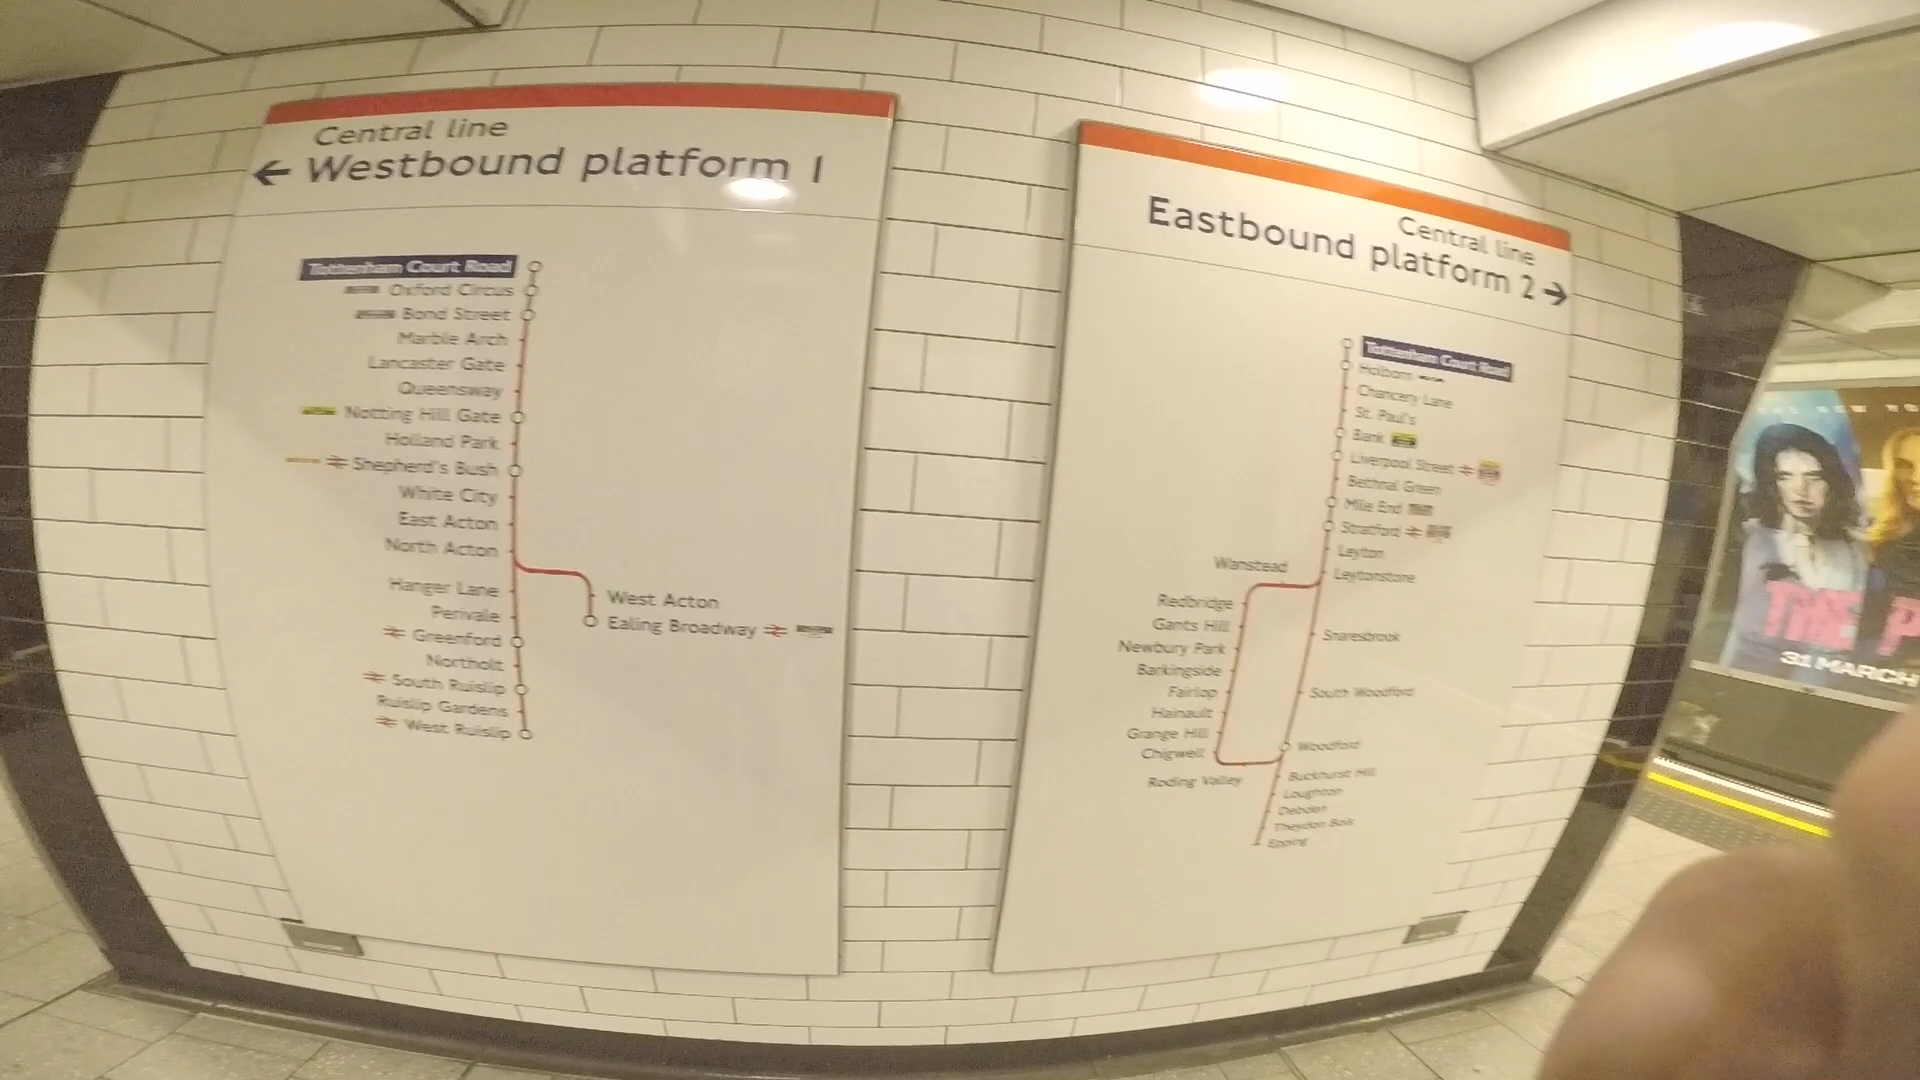 Central line
← Westbound platform 1
Tottenham Court Road
Oxford Circus
Bond Street
Marble Arch
Lancaster Gate
Queensway
Notting Hill Gate
Holland Park
Shepherd's Bush
White City
East Acton
North Acton
Hanger Lane
Perivale
Greenford
Northolt
South Ruislip
Ruislip Gardens
West Ruislip
West Acton
Ealing Broadway
Central line
Eastbound platform 2 →
Tottenham Court Road
Holborn
Chancery Lane
St. Paul's
Bank
Liverpool Street
Bethnal Green
Mile End
Stratford
Leyton
Leytonstone
Wanstead
Redbridge
Gants Hill
Newbury Park
Barkingside
Fairlop
Hainault
Grange Hill
Chigwell
Roding Valley
Snaresbrook
South Woodford
Woodford
Buckhurst Hill
Loughton
Debden
Theydon Bois
Epping
THE P
31 MARCH